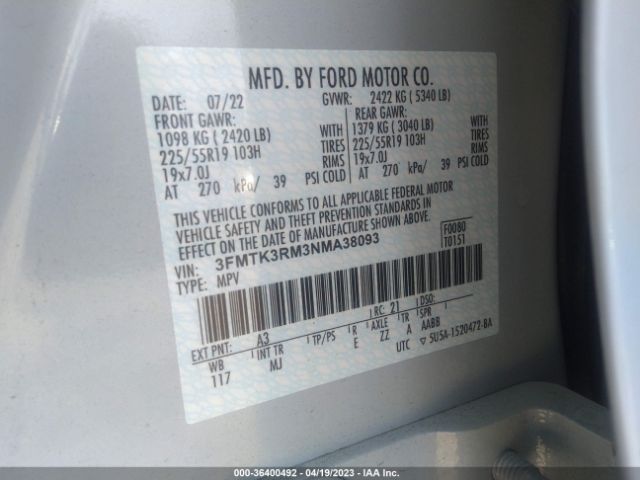 MFD. BY FORD MOTOR CO.
DATE: 07/22 GVWR: 2422 KG ( 5340 LB)
FRONT GAWR: REAR GAWR:
1098 KG ( 2420 LB) WITH 1379 KG ( 3040 LB) WITH
225/55R19 103H TIRES 225/55R19 103H TIRES
19x7.0J RIMS 19x7.0J RIMS
AT 270 kPa/ 39 PSI COLD AT 270 kPa/ 39 PSI COLD
THIS VEHICLE CONFORMS TO ALL APPLICABLE FEDERAL MOTOR
VEHICLE SAFETY AND THEFT PREVENTION STANDARDS IN
EFFECT ON THE DATE OF MANUFACTURE SHOWN ABOVE.
VIN: 3FMTK3RM3NMA38093 F0080
TYPE: MPV T0151
EXT PNT: A3 RC: 21 DSO:
WB INT TR TP/PS R AXLE TR SPR
117 MJ E ZZ A AABB
UTC ▽ 5U5A-1520472-BA
000-36400492 - 04/19/2023 - IAA Inc.